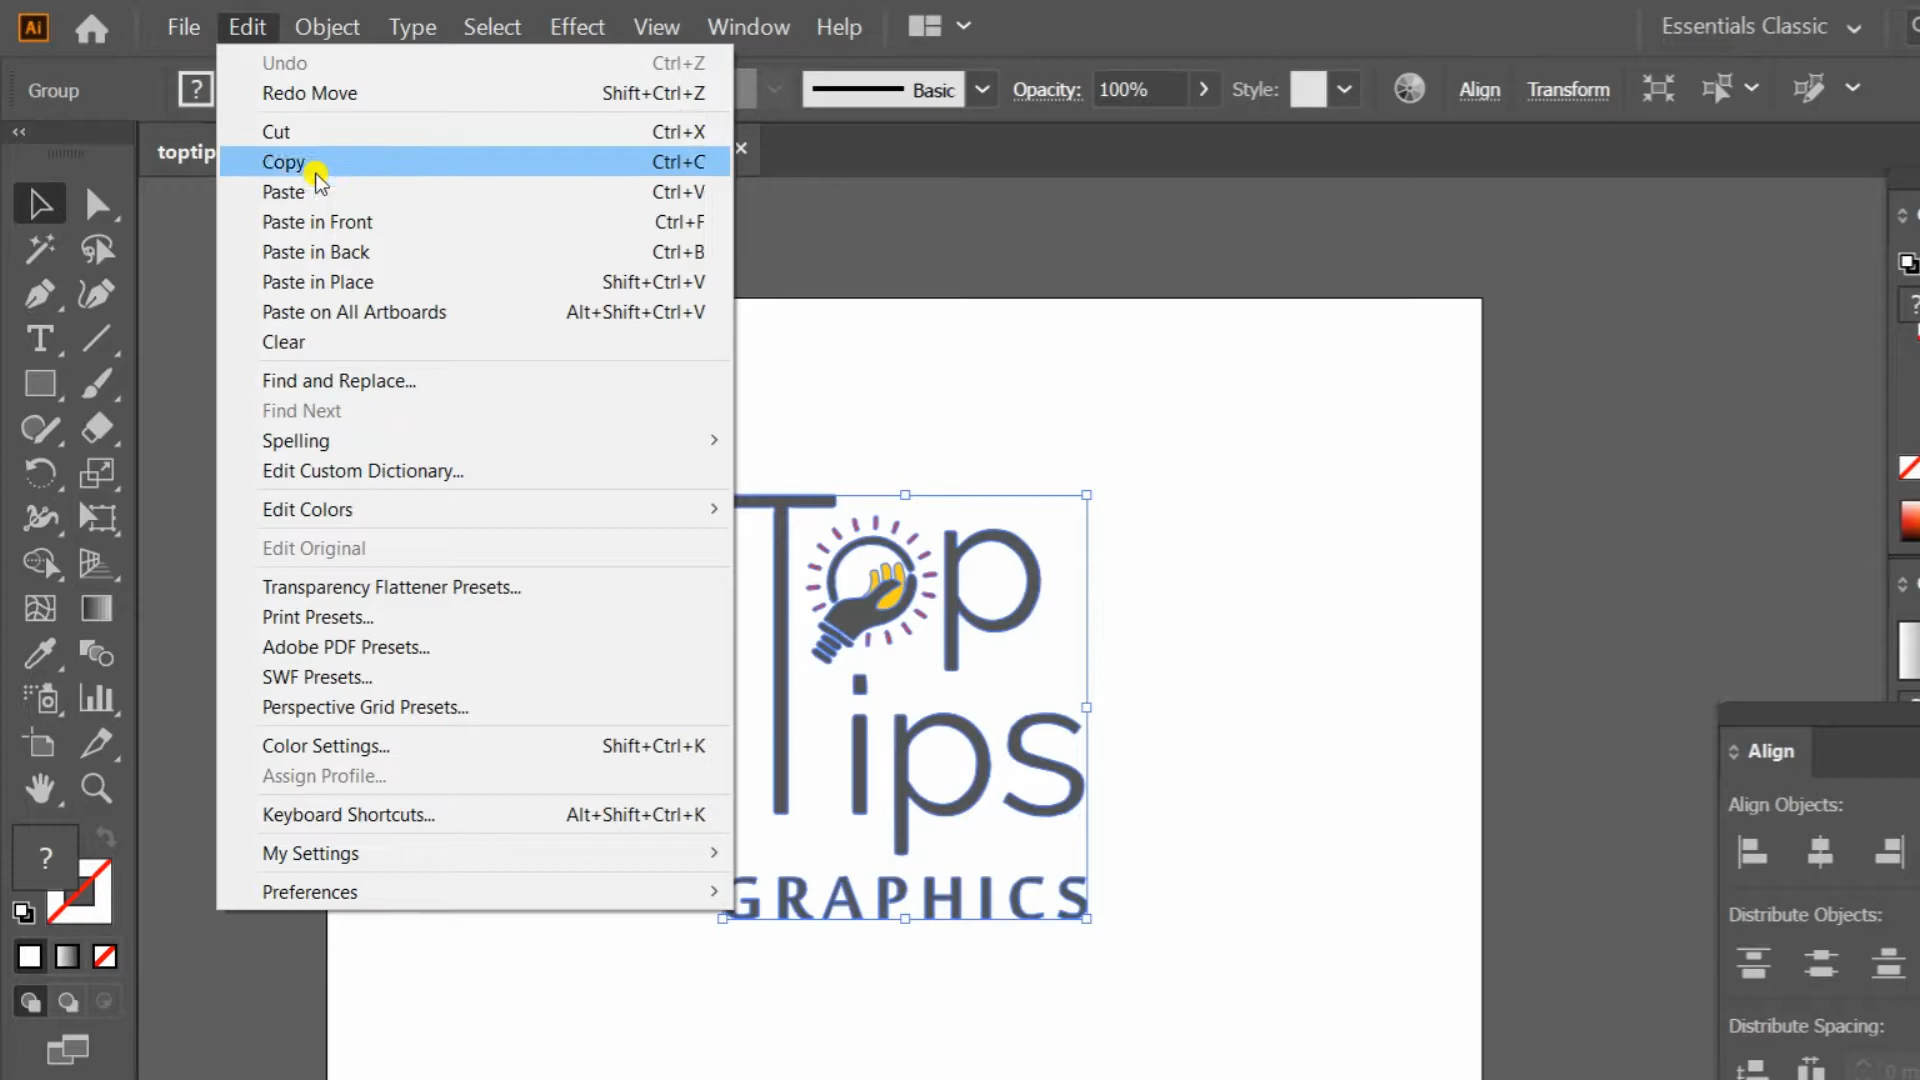 Ai
File Edit Object Type Select Effect View Window Help
Essentials Classic
Group
?
Basic
Opacity:
100%
Style:
Align
Transform
toptip
Undo Ctrl+Z
Redo Move Shift+Ctrl+Z
Cut Ctrl+X
Copy Ctrl+C
Paste Ctrl+V
Paste in Front Ctrl+F
Paste in Back Ctrl+B
Paste in Place Shift+Ctrl+V
Paste on All Artboards Alt+Shift+Ctrl+V
Clear
Find and Replace...
Find Next
Spelling
Edit Custom Dictionary...
Edit Colors
Edit Original
Transparency Flattener Presets...
Print Presets...
Adobe PDF Presets...
SWF Presets...
Perspective Grid Presets...
Color Settings... Shift+Ctrl+K
Assign Profile...
Keyboard Shortcuts... Alt+Shift+Ctrl+K
My Settings
Preferences
?
Top
Tips
GRAPHICS
?
Align
Align Objects:
Distribute Objects:
Distribute Spacing: